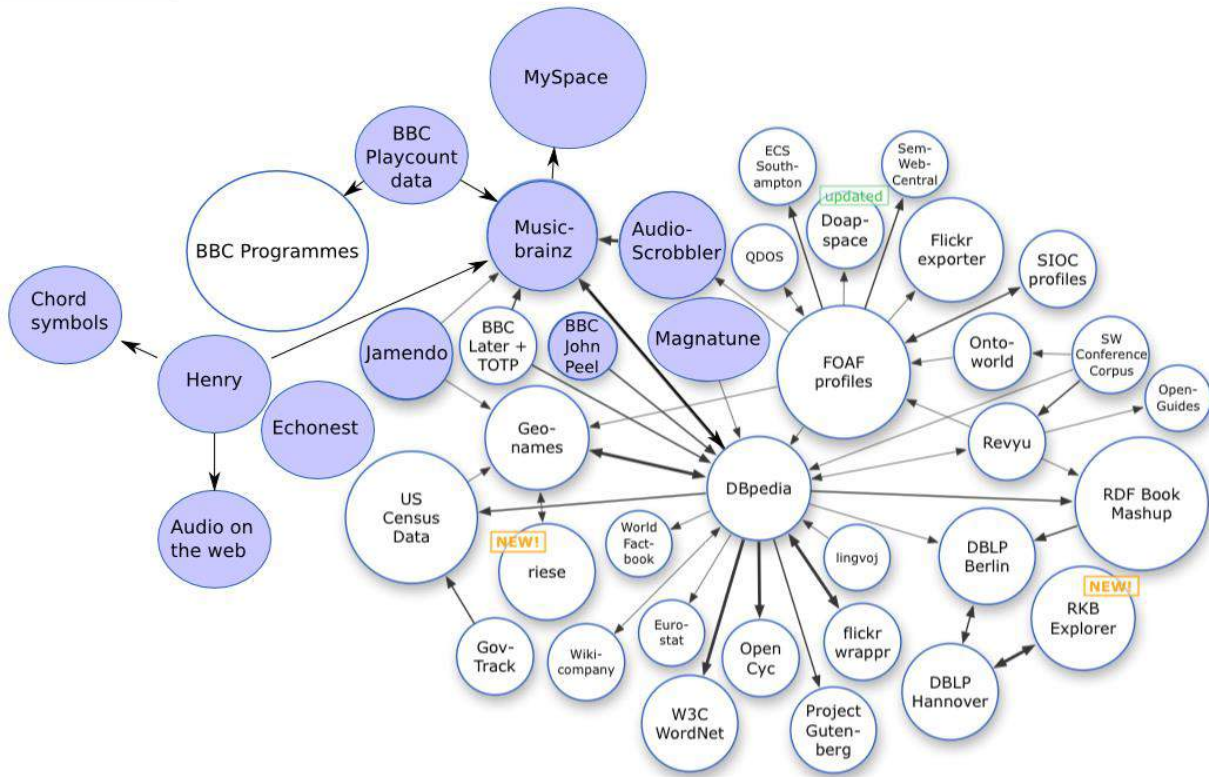 MySpace
BBC
Playcount
data
BBC Programmes
Music-
brainz
Audio-
Scrobbler
ECS
South-
ampton
Sem-
Web-
Central
updated
Doap-
space
QDOS
Flickr
exporter
SIOC
profiles
Chord
symbols
Henry
Echonest
Audio on
the web
Jamendo
BBC
Later +
TOTP
BBC
John
Peel
Magnatune
FOAF
profiles
Onto-
world
SW
Conference
Corpus
Open-
Guides
Revyu
Geo-
names
DBpedia
RDF Book
Mashup
US
Census
Data
NEW!
riese
World
Fact-
book
lingvoj
DBLP
Berlin
NEW!
RKB
Explorer
Gov-
Track
Wiki-
company
Euro-
stat
Open
Cyc
flickr
wrappr
W3C
WordNet
Project
Guten-
berg
DBLP
Hannover